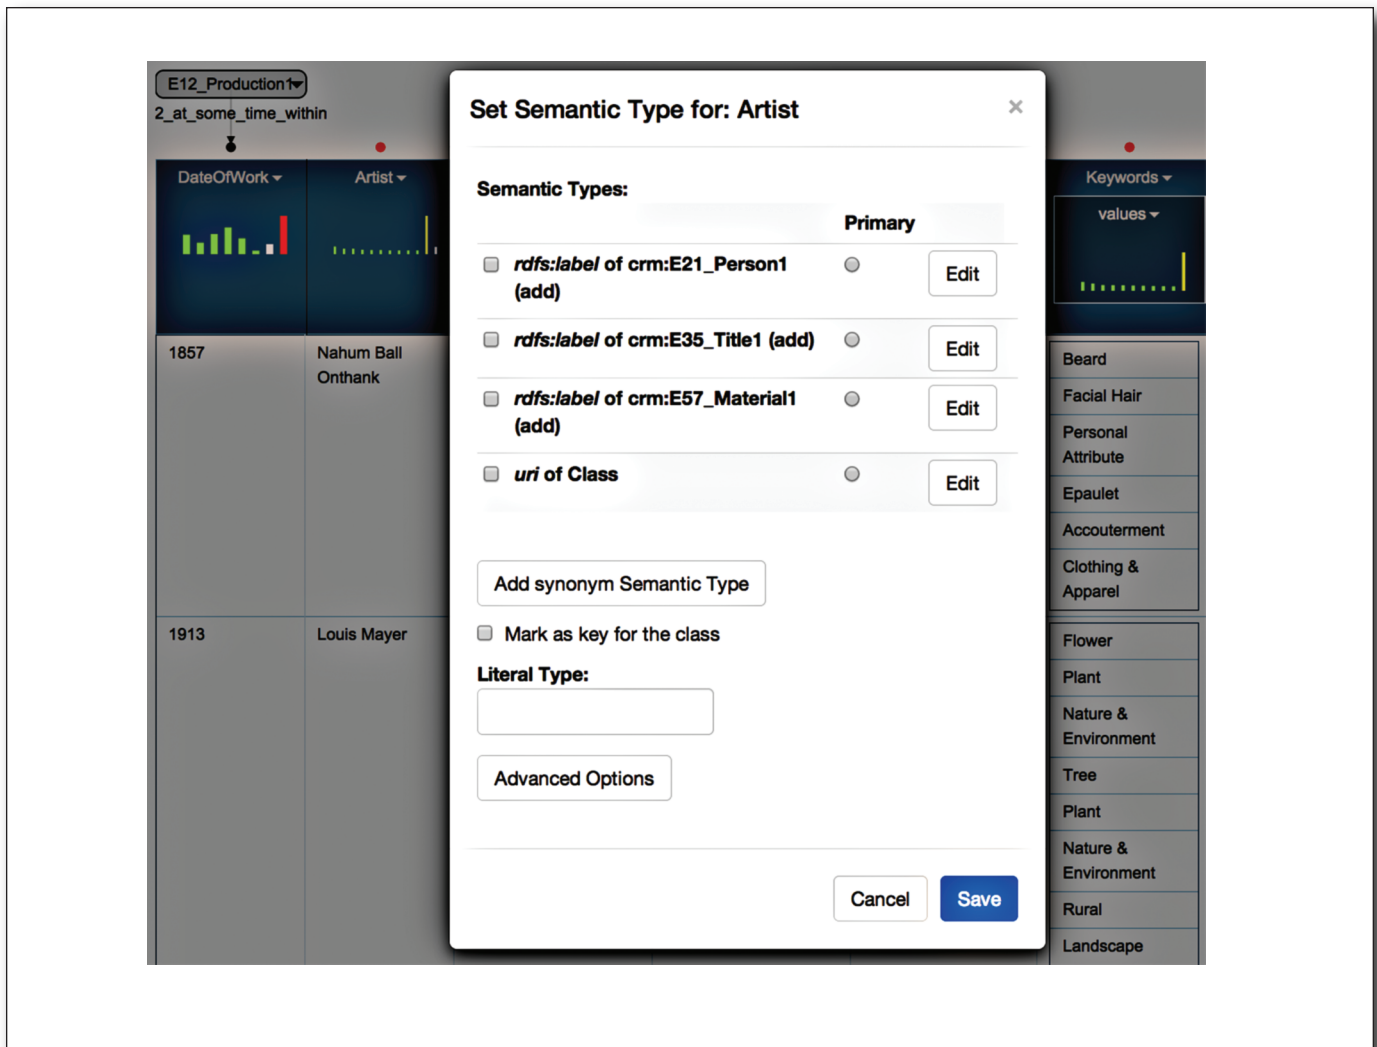 E12_Production1
2_at_some_time_within
DateOfWork
Artist
1857
Nahum Ball
Onthank
1913
Louis Mayer
Set Semantic Type for: Artist
×
Semantic Types:
Primary
rdfs:label of crm:E21_Person1
(add)
Edit
rdfs:label of crm:E35_Title1 (add)
Edit
rdfs:label of crm:E57_Material1
(add)
Edit
uri of Class
Edit
Add synonym Semantic Type
Mark as key for the class
Literal Type:
Advanced Options
Cancel
Save
Keywords
values
Beard
Facial Hair
Personal
Attribute
Epaulet
Accouterment
Clothing &
Apparel
Flower
Plant
Nature &
Environment
Tree
Plant
Nature &
Environment
Rural
Landscape